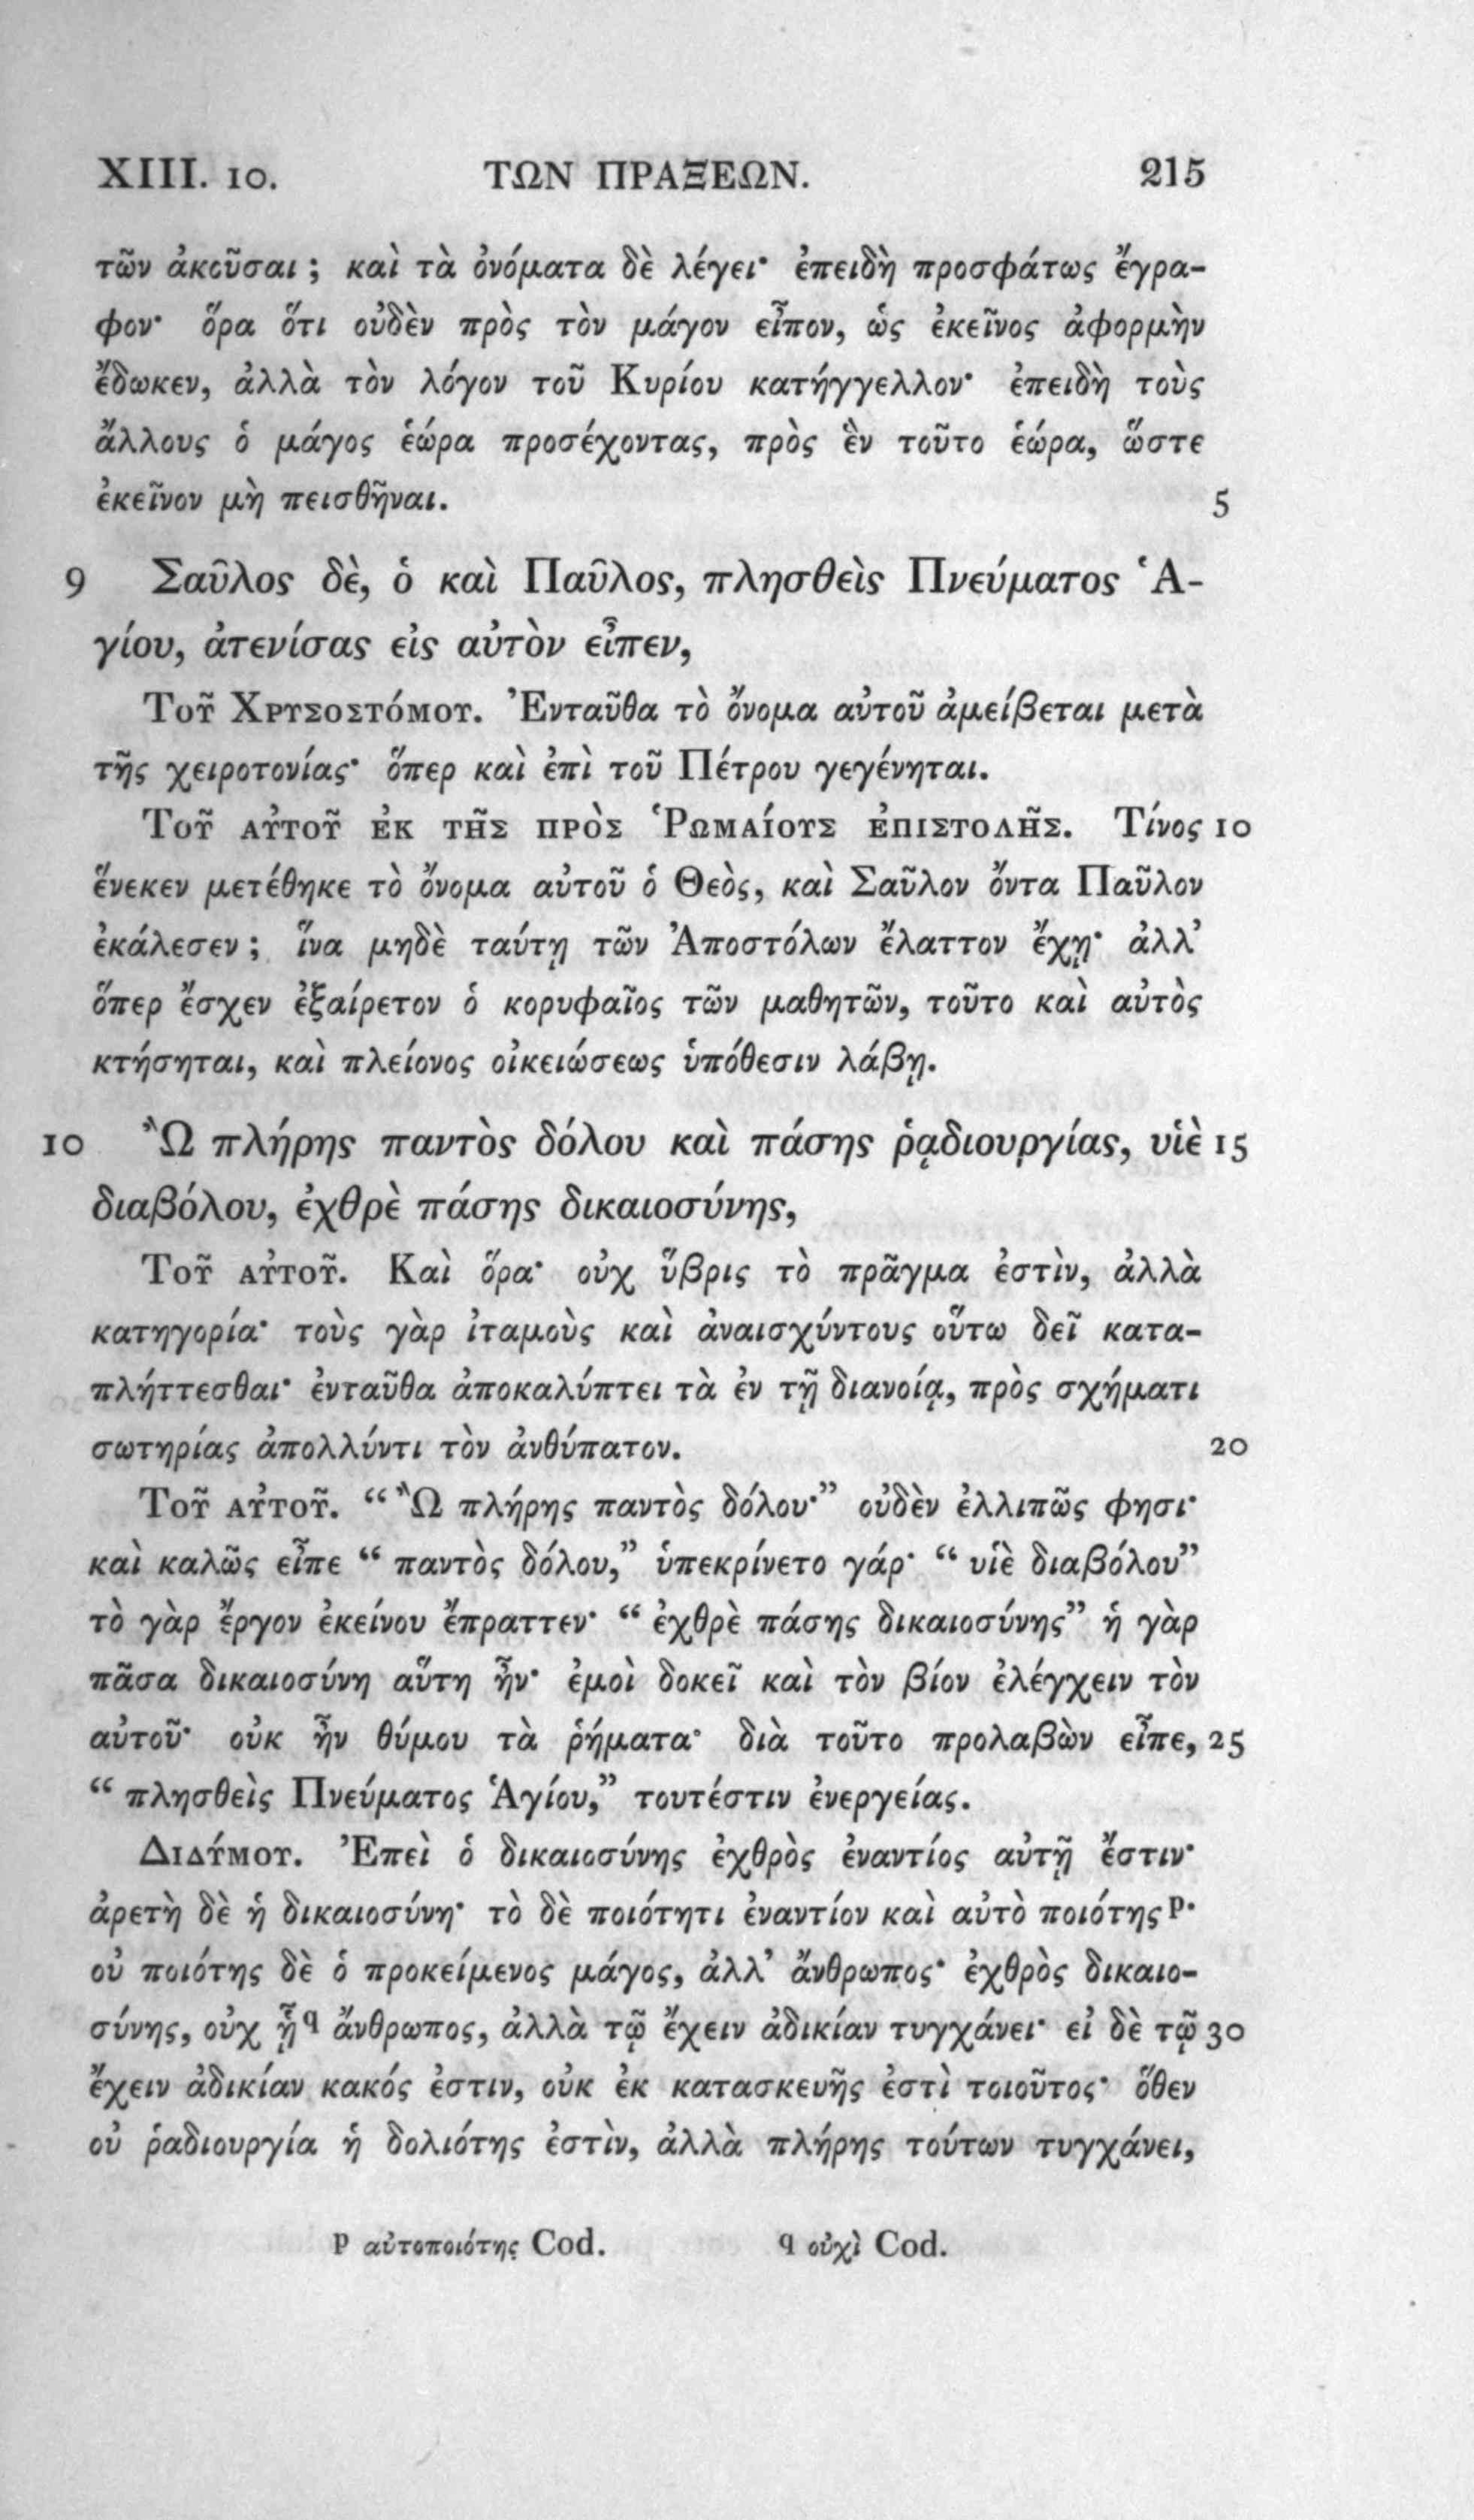 XIII. 10. ΤΩΝ ΠΡΑΞΕΩΝ. 215
τῶν ἀκοῦσαι ; καὶ τὰ ὀνόματα δὲ λέγει· ἐπειδὴ προσφάτως ἔγρα-
φον· ὅρα ὅτι οὐδὲν πρὸς τὸν μάγον εἶπον, ὡς ἐκεῖνος ἀφορμὴν
ἔδωκεν, ἀλλὰ τὸν λόγον τοῦ Κυρίου κατήγγελλον· ἐπειδὴ τοὺς
ἄλλους ὁ μάγος ἑώρα προσέχοντας, πρὸς ἓν τοῦτο ἑώρα, ὥστε
ἐκεῖνον μὴ πεισθῆναι. 5
9 Σαῦλος δὲ, ὁ καὶ Παῦλος, πλησθεὶς Πνεύματος Ἁ-
γίου, ἀτενίσας εἰς αὐτὸν εἶπεν,
Τοῦ Χρυσοστόμου. Ἐνταῦθα τὸ ὄνομα αὐτοῦ ἀμείβεται μετὰ
τῆς χειροτονίας· ὅπερ καὶ ἐπὶ τοῦ Πέτρου γεγένηται.
Τοῦ αὐτοῦ ἐκ τῆς πρὸς Ῥωμαίους ἐπιστολῆς. Τίνος 10
ἕνεκεν μετέθηκε τὸ ὄνομα αὐτοῦ ὁ Θεὸς, καὶ Σαῦλον ὄντα Παῦλον
ἐκάλεσεν ; ἵνα μηδὲ ταύτῃ τῶν Ἀποστόλων ἔλαττον ἔχῃ· ἀλλ’
ὅπερ ἔσχεν ἐξαίρετον ὁ κορυφαῖος τῶν μαθητῶν, τοῦτο καὶ αὐτὸς
κτήσηται, καὶ πλείονος οἰκειώσεως ὑπόθεσιν λάβῃ.
10 Ὢ πλήρης παντὸς δόλου καὶ πάσης ῥᾳδιουργίας, υἱὲ 15
διαβόλου, ἐχθρὲ πάσης δικαιοσύνης,
Τοῦ αὐτοῦ. Καὶ ὅρα· οὐχ ὕβρις τὸ πρᾶγμα ἐστὶν, ἀλλὰ
κατηγορία· τοὺς γὰρ ἰταμοὺς καὶ ἀναισχύντους οὕτω δεῖ κατα-
πλήττεσθαι· ἐνταῦθα ἀποκαλύπτει τὰ ἐν τῇ διανοίᾳ, πρὸς σχήματι
σωτηρίας ἀπολλύντι τὸν ἀνθύπατον. 20
Τοῦ αὐτοῦ. “ Ὢ πλήρης παντὸς δόλου·” οὐδὲν ἐλλιπῶς φησι·
καὶ καλῶς εἶπε “ παντὸς δόλου,” ὑπεκρίνετο γάρ· “ υἱὲ διαβόλου”
τὸ γὰρ ἔργον ἐκείνου ἔπραττεν· “ ἐχθρὲ πάσης δικαιοσύνης” ἡ γὰρ
πᾶσα δικαιοσύνη αὕτη ἦν· ἐμοὶ δοκεῖ καὶ τὸν βίον ἐλέγχειν τὸν
αὐτοῦ· οὐκ ἦν θύμου τὰ ῥήματα· διὰ τοῦτο προλαβὼν εἶπε, 25
“ πλησθεὶς Πνεύματος Ἁγίου,” τουτέστιν ἐνεργείας.
Διδύμου. Ἐπεὶ ὁ δικαιοσύνης ἐχθρὸς ἐναντίος αὐτῇ ἔστιν·
ἀρετὴ δὲ ἡ δικαιοσύνη· τὸ δὲ ποιότητι ἐναντίον καὶ αὐτὸ ποιότης p·
οὐ ποιότης δὲ ὁ προκείμενος μάγος, ἀλλ’ ἄνθρωπος· ἐχθρὸς δικαιο-
σύνης, οὐχ ᾗ q ἄνθρωπος, ἀλλὰ τῷ ἔχειν ἀδικίαν τυγχάνει· εἰ δὲ τῷ 30
ἔχειν ἀδικίαν κακός ἐστιν, οὐκ ἐκ κατασκευῆς ἐστὶ τοιοῦτος· ὅθεν
οὐ ῥαδιουργία ἡ δολιότης ἐστὶν, ἀλλὰ πλήρης τούτων τυγχάνει,
p αὐτοποιότης Cod. q οὐχὶ Cod.